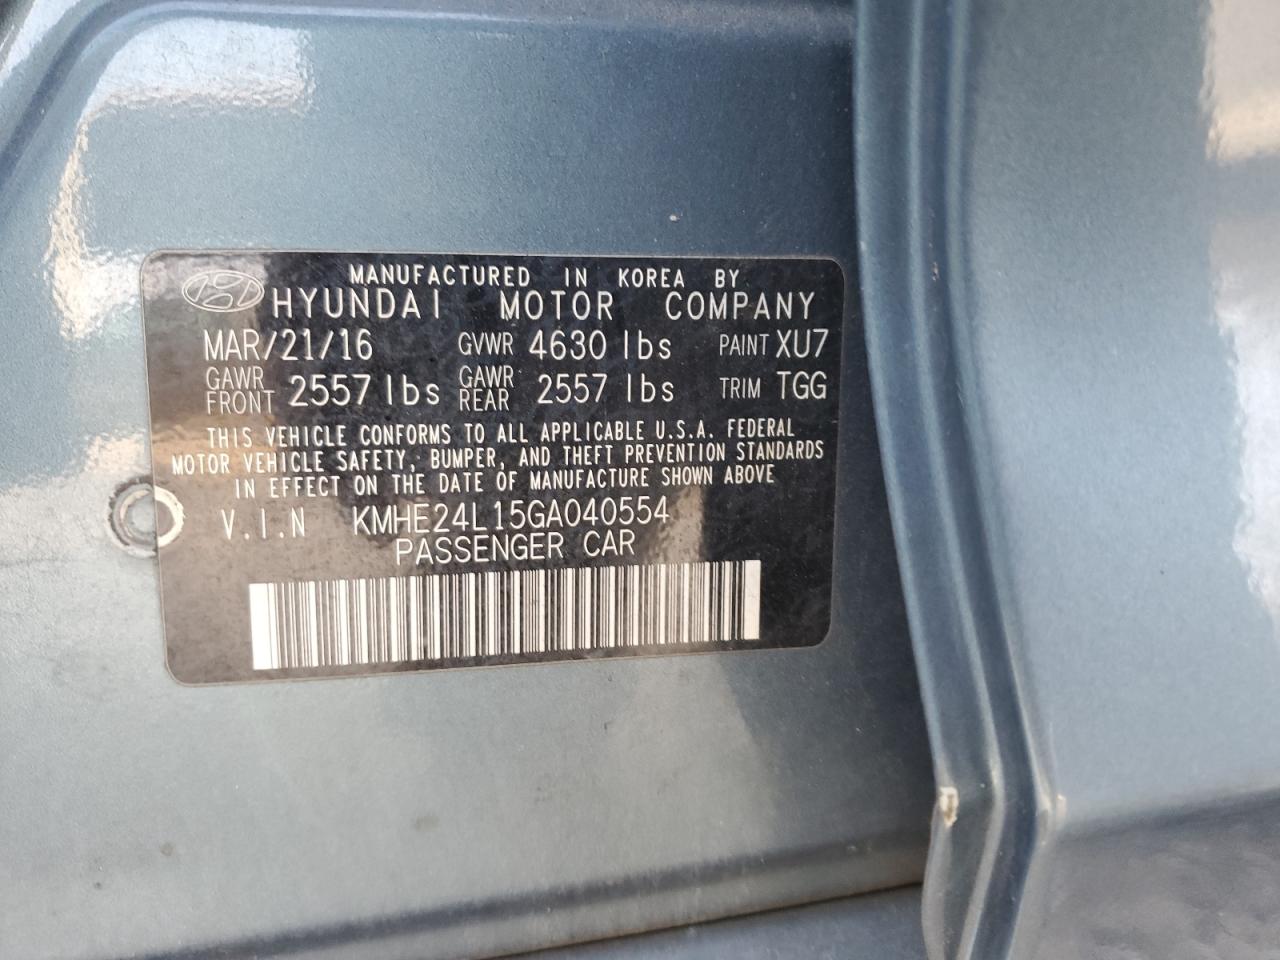 MANUFACTURED IN KOREA BY
HYUNDAI MOTOR COMPANY
MAR/21/16 GVWR 4630 lbs PAINT XU7
GAWR FRONT 2557 lbs GAWR REAR 2557 lbs TRIM TGG
THIS VEHICLE CONFORMS TO ALL APPLICABLE U.S.A. FEDERAL
MOTOR VEHICLE SAFETY, BUMPER, AND THEFT PREVENTION STANDARDS
IN EFFECT ON THE DATE OF MANUFACTURE SHOWN ABOVE
V.I.N KMHE24L15GA040554
PASSENGER CAR